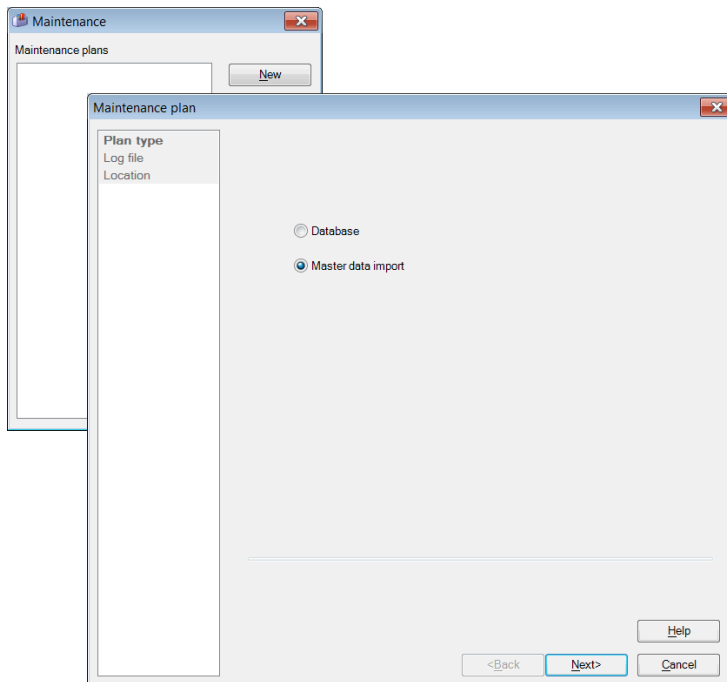 Maintenance
Maintenance plans
New
Maintenance plan
Plan type
Log file
Location
Database
Master data import
Help
<Back Next> Cancel